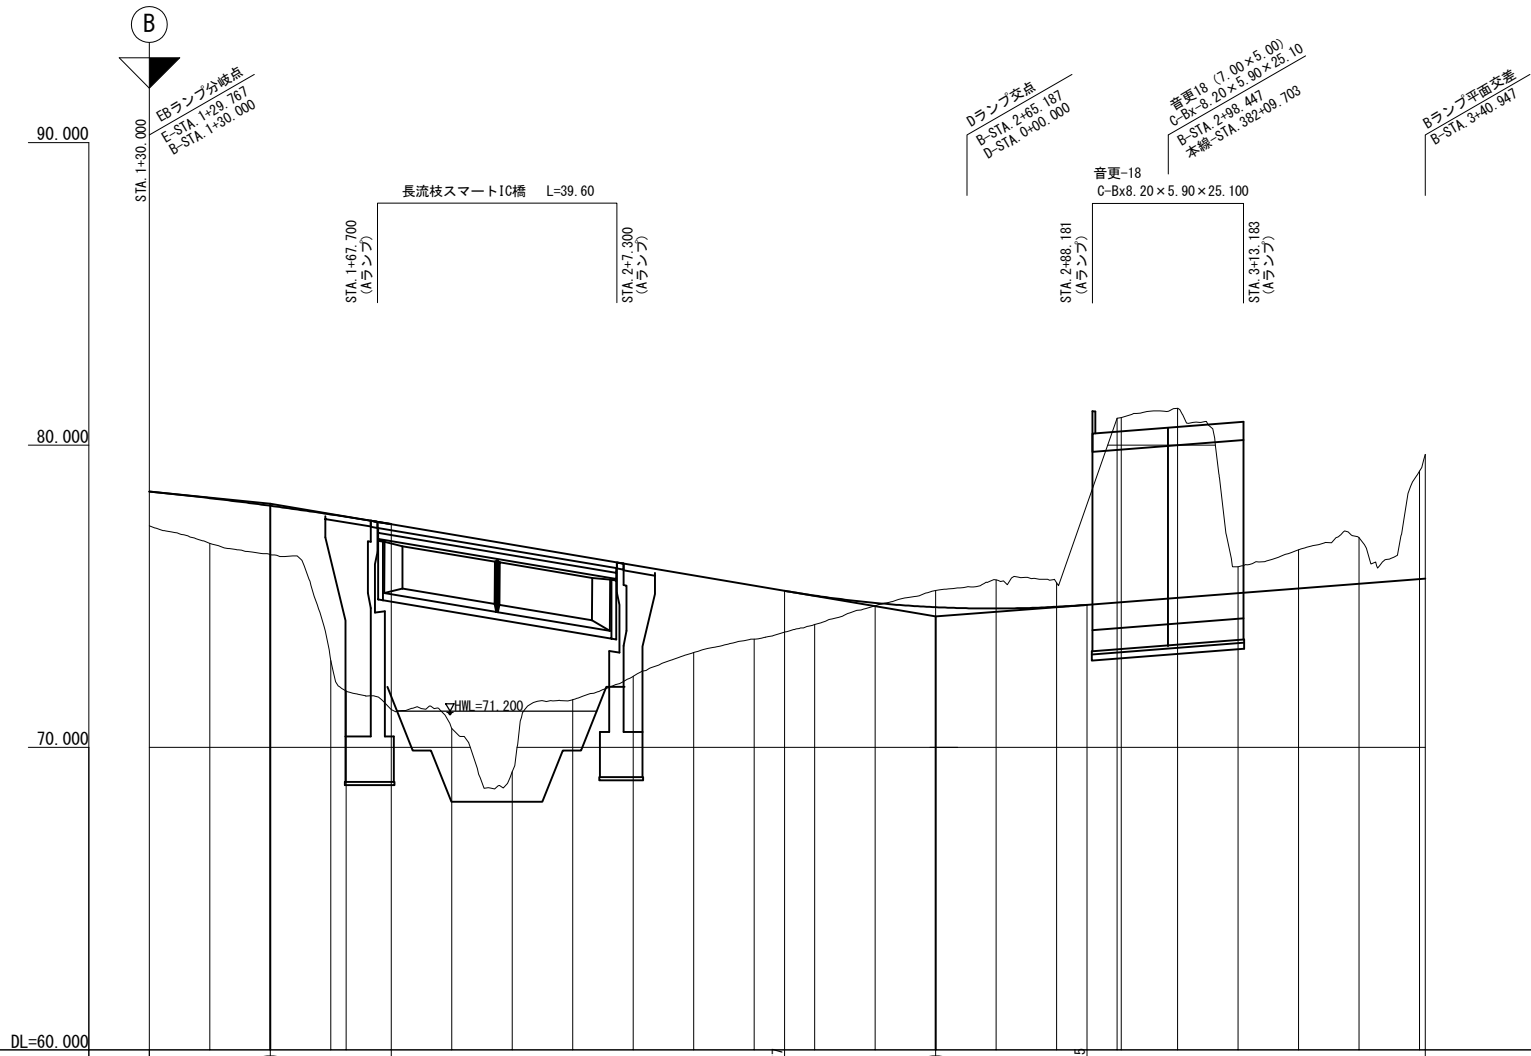 B
EBランプ分岐点
E-STA.1+29.767
B-STA.1+30.000
STA.1+30.000
90.000
長流枝スマートIC橋 L=39.60
STA.1+67.700
(Aランプ)
STA.2+7.300
(Aランプ)
Dランプ交点
B-STA.2+65.187
D-STA.0+00.000
音更18 (7.00×5.00)
C-Bx-8.20×5.90×25.10
B-STA.2+98.447
本線-STA.382+09.703
Bランプ平面交差
B-STA.3+40.947
音更-18
C-Bx8.20×5.90×25.100
STA.2+88.181
(Aランプ)
STA.3+13.183
(Aランプ)
80.000
HWL=71.200
70.000
DL=60.000
7
5